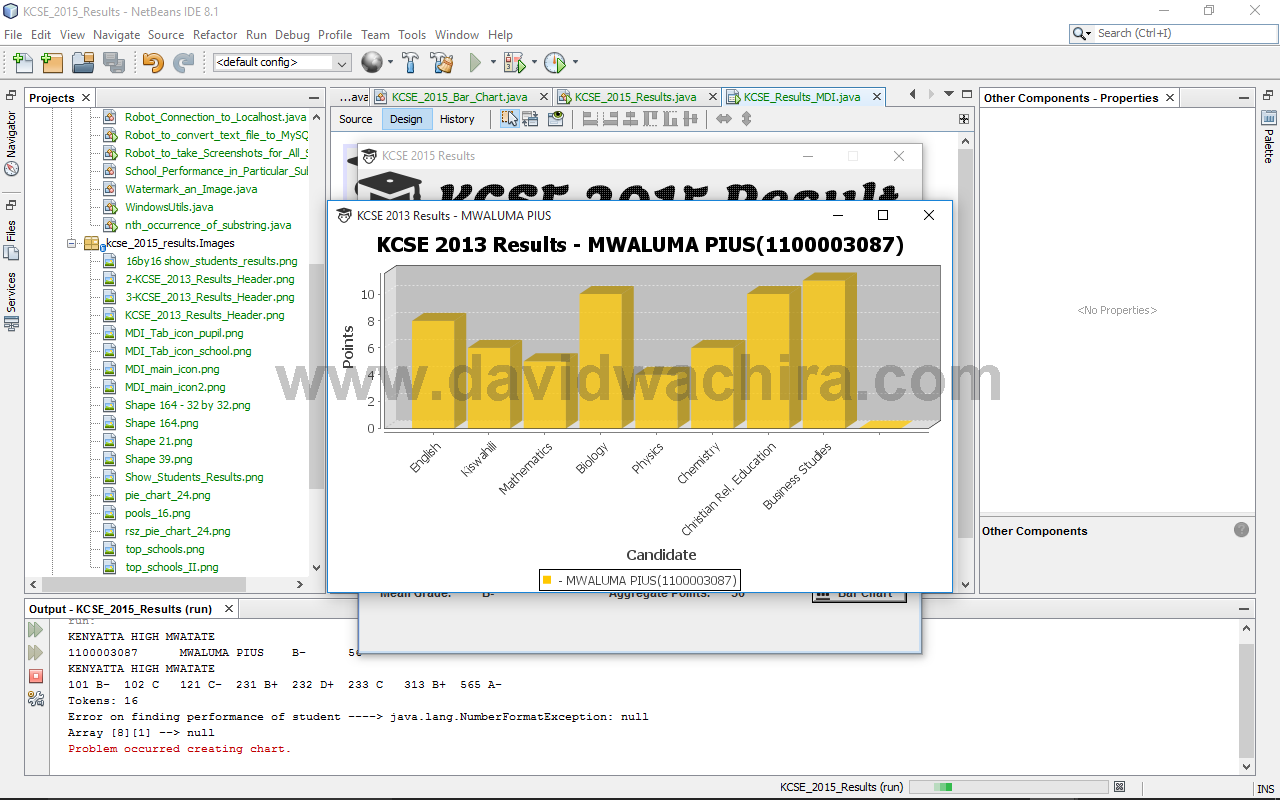 KCSE_2015_Results - NetBeans IDE 8.1
File Edit View Navigate Source Refactor Run Debug Profile Team Tools Window Help
Search (Ctrl+I)
<default config>
Projects
Robot_Connection_to_Localhost.java
Robot_to_convert_text_file_to_MySQ
Robot_to_take_Screenshots_for_All_S
School_Performance_in_Particular_Sul
Watermark_an_Image.java
WindowsUtils.java
nth_occurrence_of_substring.java
kcse_2015_results.Images
16by16 show_students_results.png
2-KCSE_2013_Results_Header.png
3-KCSE_2013_Results_Header.png
KCSE_2013_Results_Header.png
MDI_Tab_icon_pupil.png
MDI_Tab_icon_school.png
MDI_main_icon.png
MDI_main_icon2.png
Shape 164 - 32 by 32.png
Shape 164.png
Shape 21.png
Shape 39.png
Show_Students_Results.png
pie_chart_24.png
pools_16.png
rsz_pie_chart_24.png
top_schools.png
top_schools_II.png
Navigator
Files
Services
...ava KCSE_2015_Bar_Chart.java KCSE_2015_Results.java KCSE_Results_MDI.java
Source Design History
KCSE 2015 Results
KCSE 2015 Result
KCSE 2013 Results - MWALUMA PIUS
KCSE 2013 Results - MWALUMA PIUS(1100003087)
Points
10
8
6
4
2
0
English
Kiswahili
Mathematics
Biology
Physics
Chemistry
Christian Rel. Education
Business Studies
Candidate
- MWALUMA PIUS(1100003087)
www.davidwachira.com
Mean Grade: B- Aggregate Points: 56 Bar Chart
Other Components - Properties
<No Properties>
Other Components
Palette
Output - KCSE_2015_Results (run)
run:
KENYATTA HIGH MWATATE
1100003087 MWALUMA PIUS B- 56
KENYATTA HIGH MWATATE
101 B- 102 C 121 C- 231 B+ 232 D+ 233 C 313 B+ 565 A-
Tokens: 16
Error on finding performance of student ----> java.lang.NumberFormatException: null
Array [8][1] --> null
Problem occurred creating chart.
KCSE_2015_Results (run)
INS